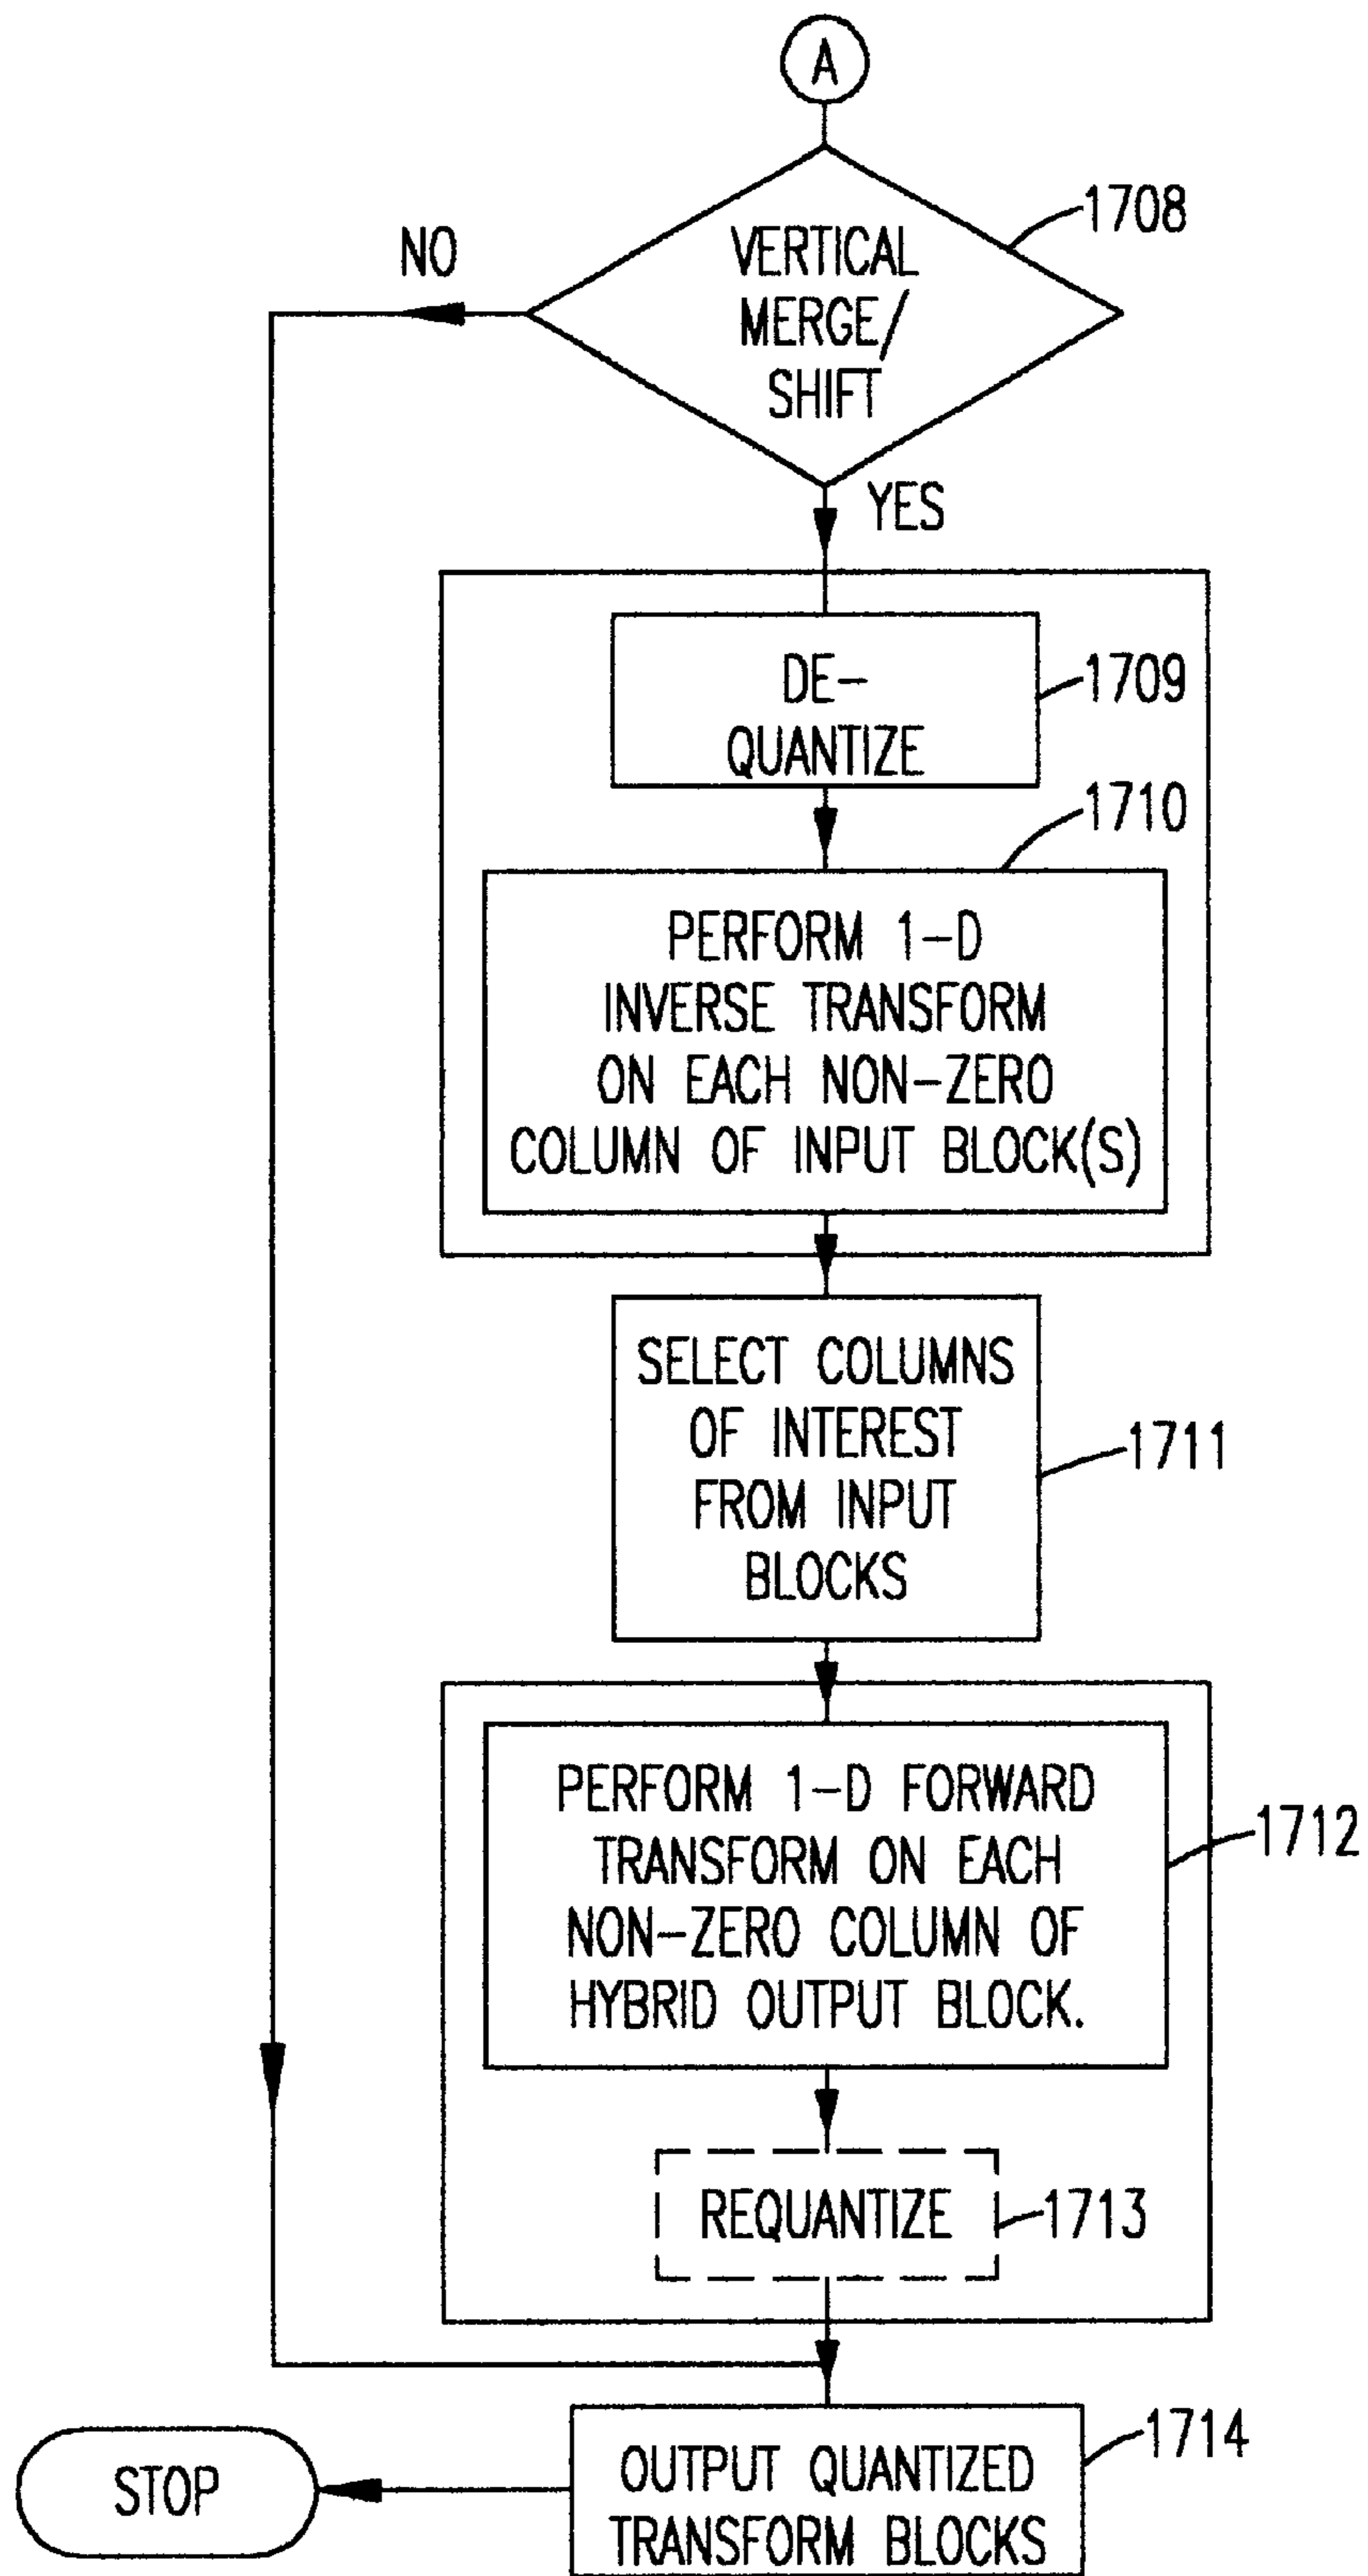 A
1708
NO
VERTICAL
MERGE/
SHIFT
YES
DE-
QUANTIZE
1709
1710
PERFORM 1-D
INVERSE TRANSFORM
ON EACH NON-ZERO
COLUMN OF INPUT BLOCK(S)
SELECT COLUMNS
OF INTEREST
FROM INPUT
BLOCKS
1711
PERFORM 1-D FORWARD
TRANSFORM ON EACH
NON-ZERO COLUMN OF
HYBRID OUTPUT BLOCK.
1712
REQUANTIZE
1713
1714
STOP
OUTPUT QUANTIZED
TRANSFORM BLOCKS